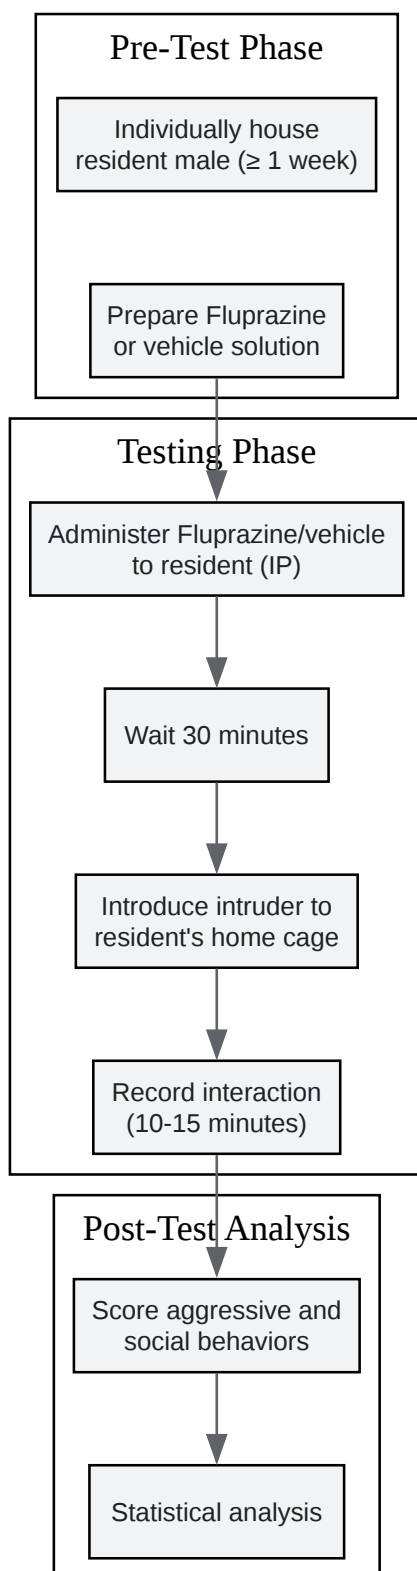 Pre-Test Phase
Individually house
resident male (≥ 1 week)
Prepare Fluprazine
or vehicle solution
Testing Phase
Administer Fluprazine/vehicle
to resident (IP)
Wait 30 minutes
Introduce intruder to
resident's home cage
Record interaction
(10-15 minutes)
Post-Test Analysis
Score aggressive and
social behaviors
Statistical analysis